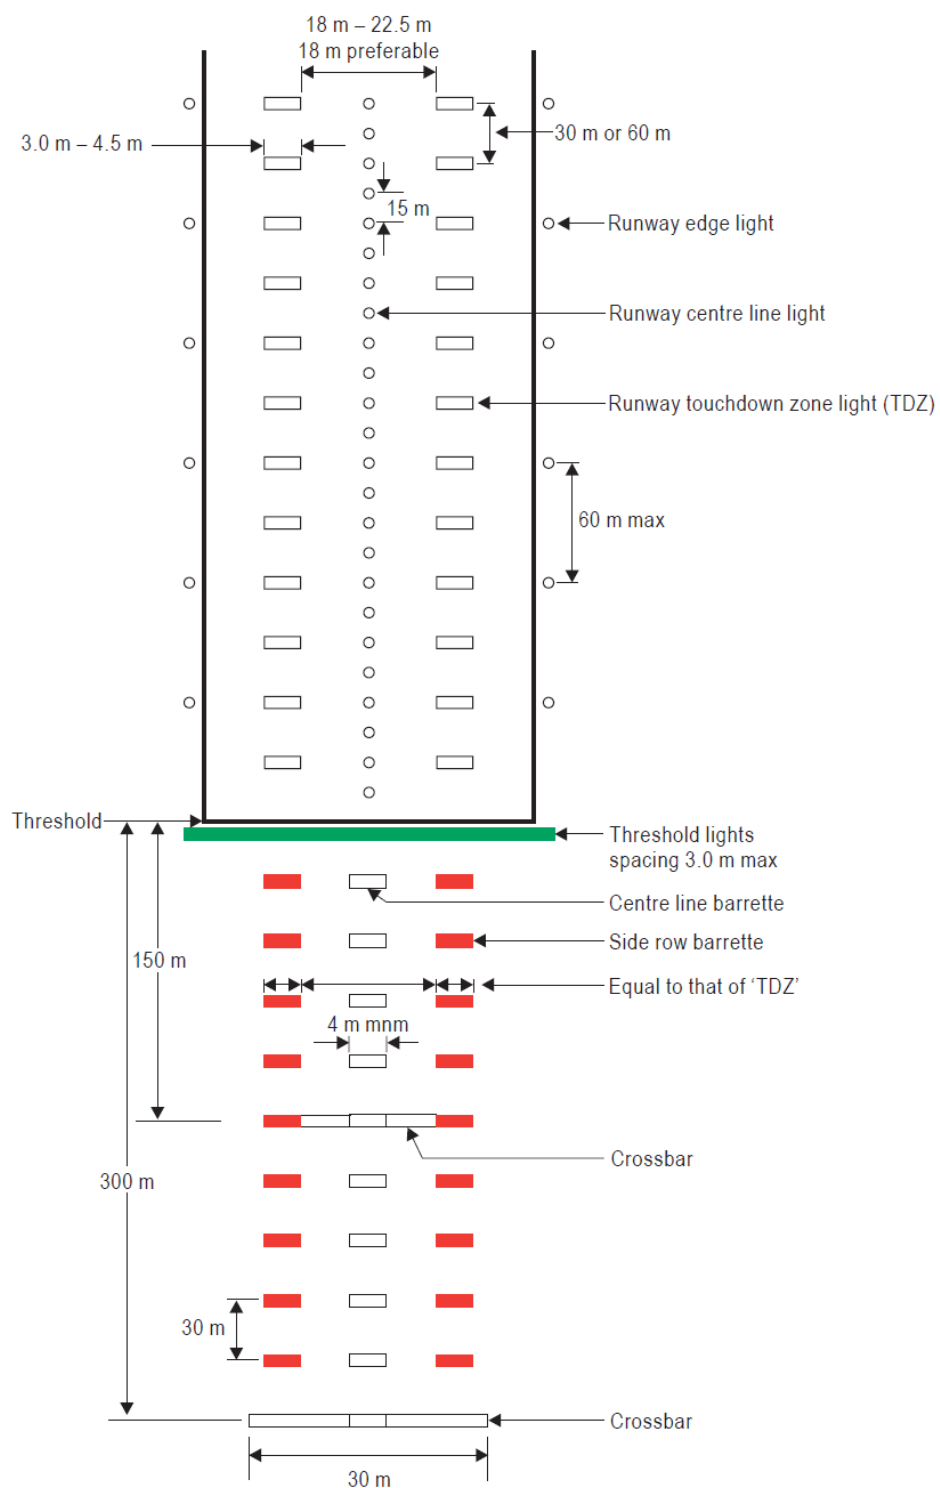 18 m – 22.5 m
18 m preferable
3.0 m – 4.5 m
30 m or 60 m
15 m
Runway edge light
Runway centre line light
Runway touchdown zone light (TDZ)
60 m max
Threshold
Threshold lights
spacing 3.0 m max
Centre line barrette
Side row barrette
150 m
Equal to that of ‘TDZ’
4 m mnm
Crossbar
300 m
30 m
Crossbar
30 m